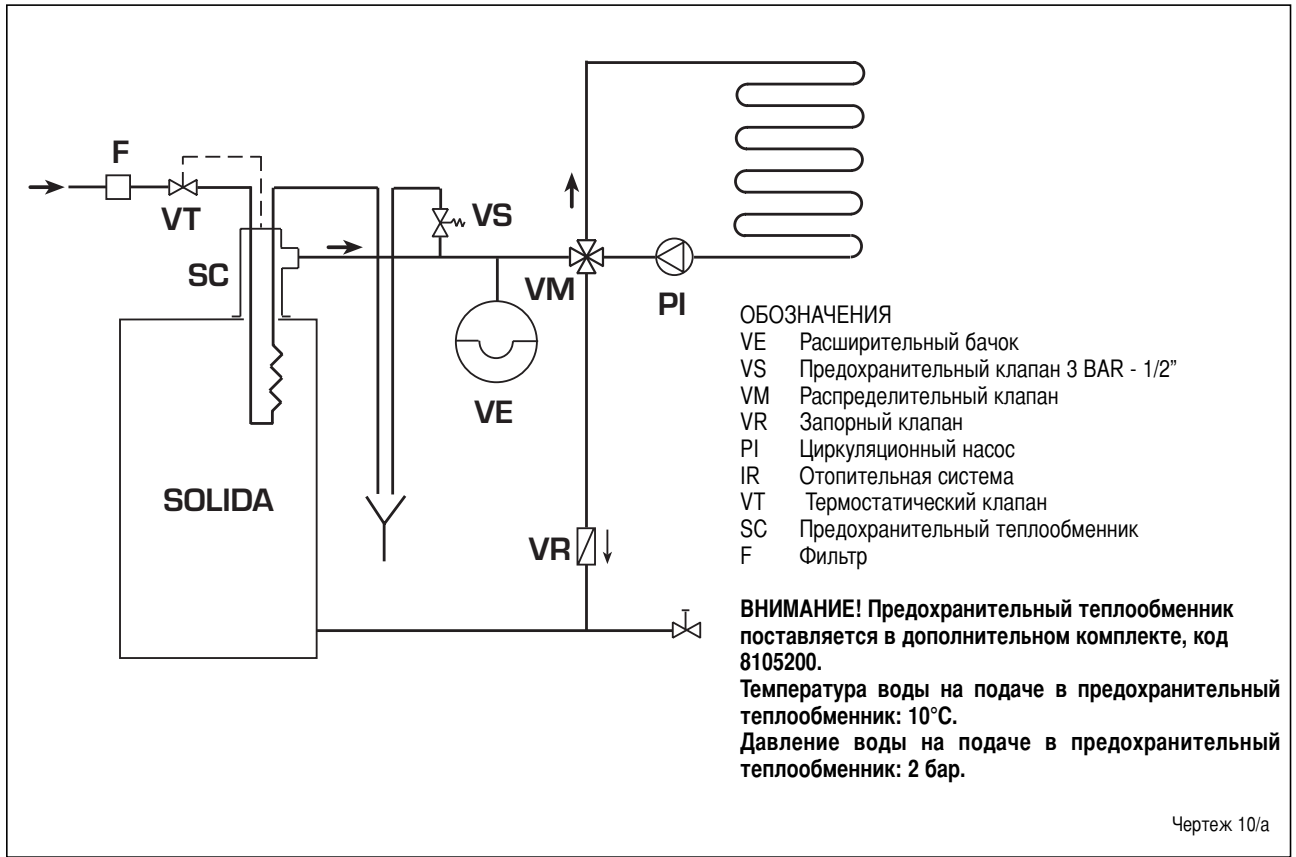 F
VT
VS
SC
VM
PI
VE
SOLIDA
VR
ОБОЗНАЧЕНИЯ
VE Расширительный бачок
VS Предохранительный клапан 3 BAR - 1/2”
VM Распределительный клапан
VR Запорный клапан
PI Циркуляционный насос
IR Отопительная система
VT Термостатический клапан
SC Предохранительный теплообменник
F Фильтр
ВНИМАНИЕ! Предохранительный теплообменник
поставляется в дополнительном комплекте, код
8105200.
Температура воды на подаче в предохранительный
теплообменник: 10°C.
Давление воды на подаче в предохранительный
теплообменник: 2 бар.
Чертеж 10/а